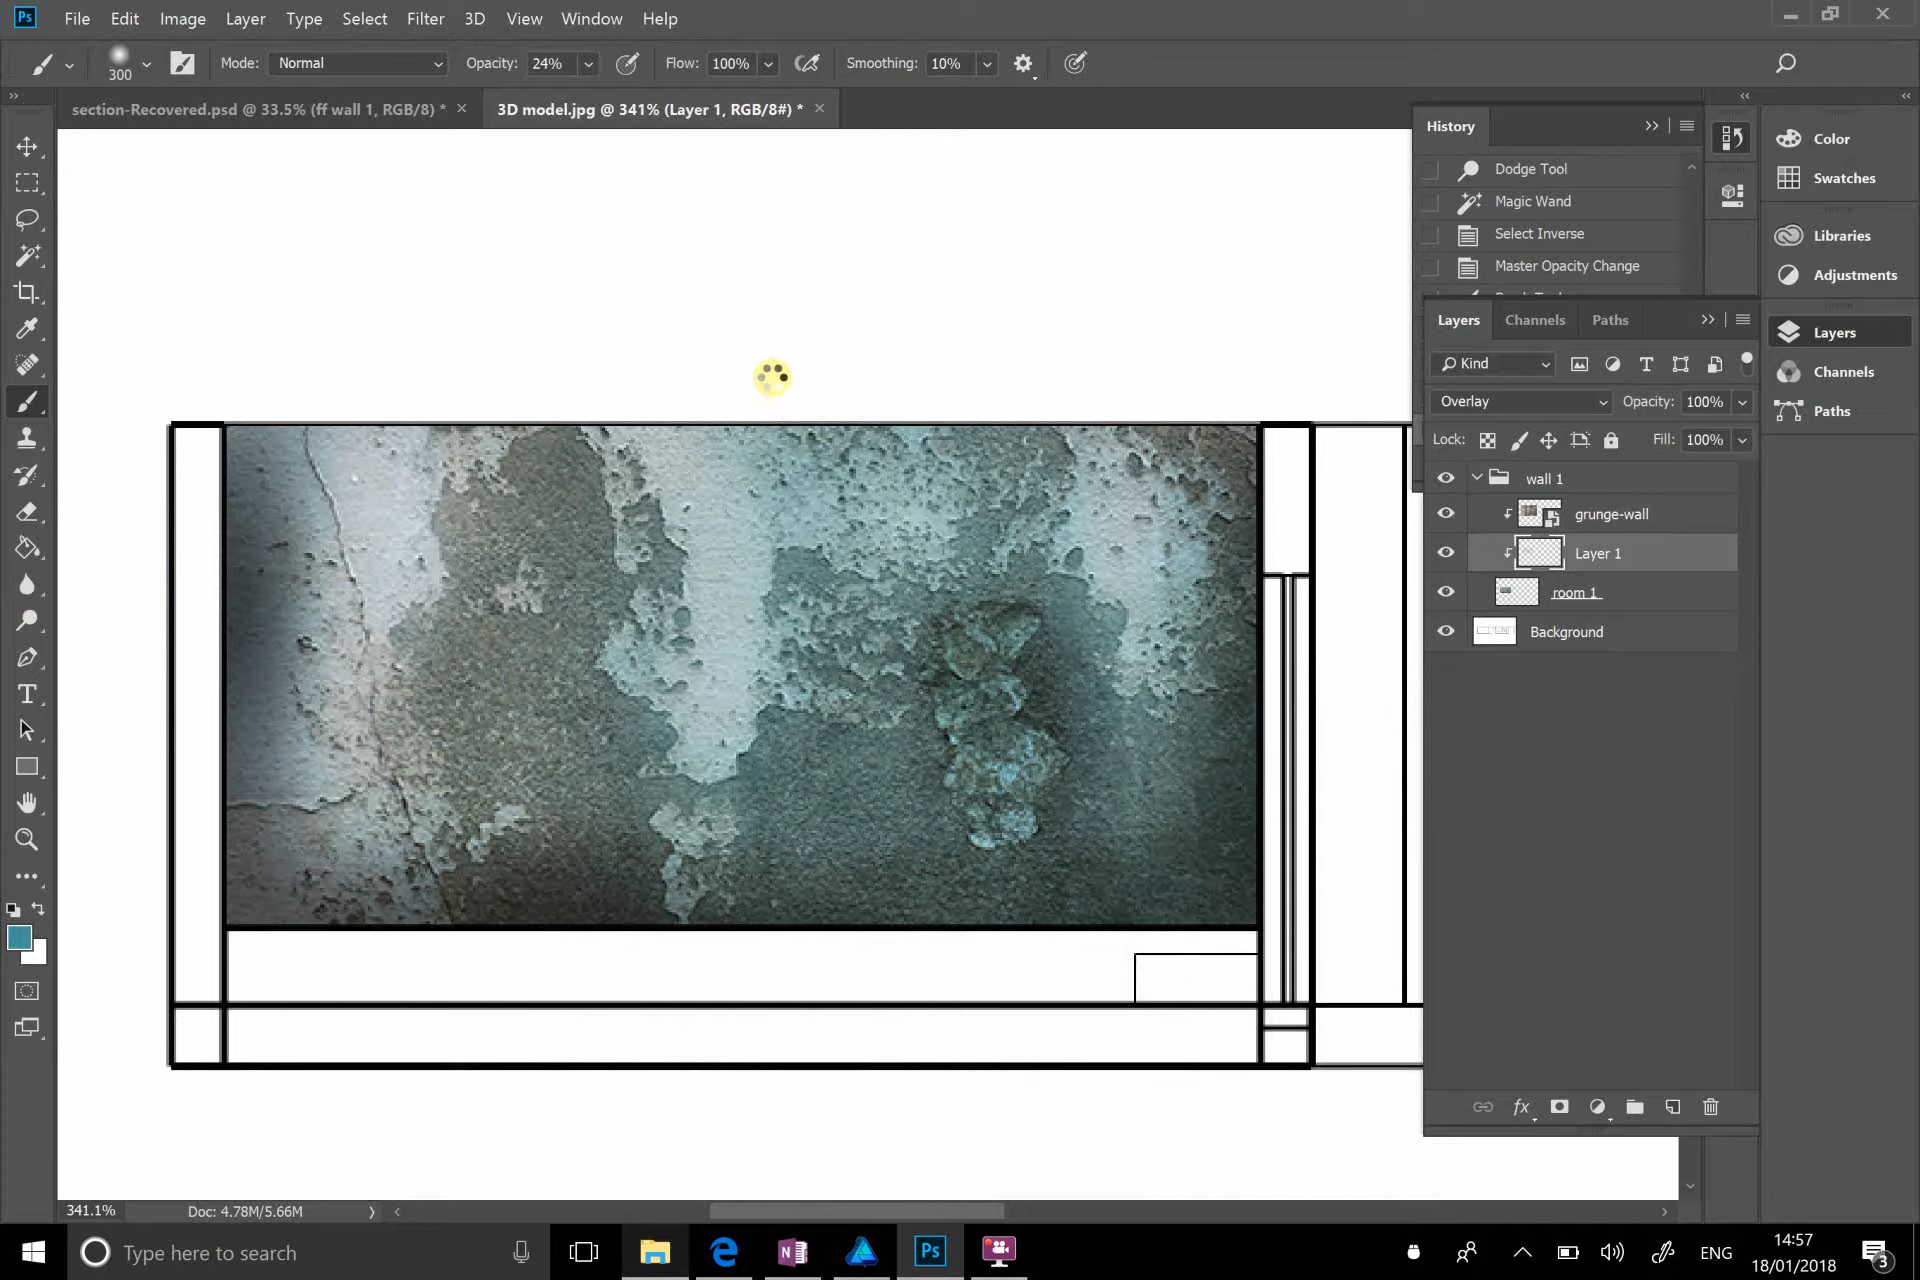 Ps File Edit Image Layer Type Select Filter 3D View Window Help
300 Mode: Normal Opacity: 24% Flow: 100% Smoothing: 10%
section-Recovered.psd @ 33.5% (ff wall 1, RGB/8) * 3D model.jpg @ 341% (Layer 1, RGB/8#) *
History
Dodge Tool
Magic Wand
Select Inverse
Master Opacity Change
Color
Swatches
Libraries
Adjustments
Layers
Channels
Paths
Layers Channels Paths
Kind
Overlay Opacity: 100%
Lock: Fill: 100%
wall 1
grunge-wall
Layer 1
room 1
Background
341.1% Doc: 4.78M/5.66M
Type here to search
Ps
ENG
14:57
18/01/2018
3